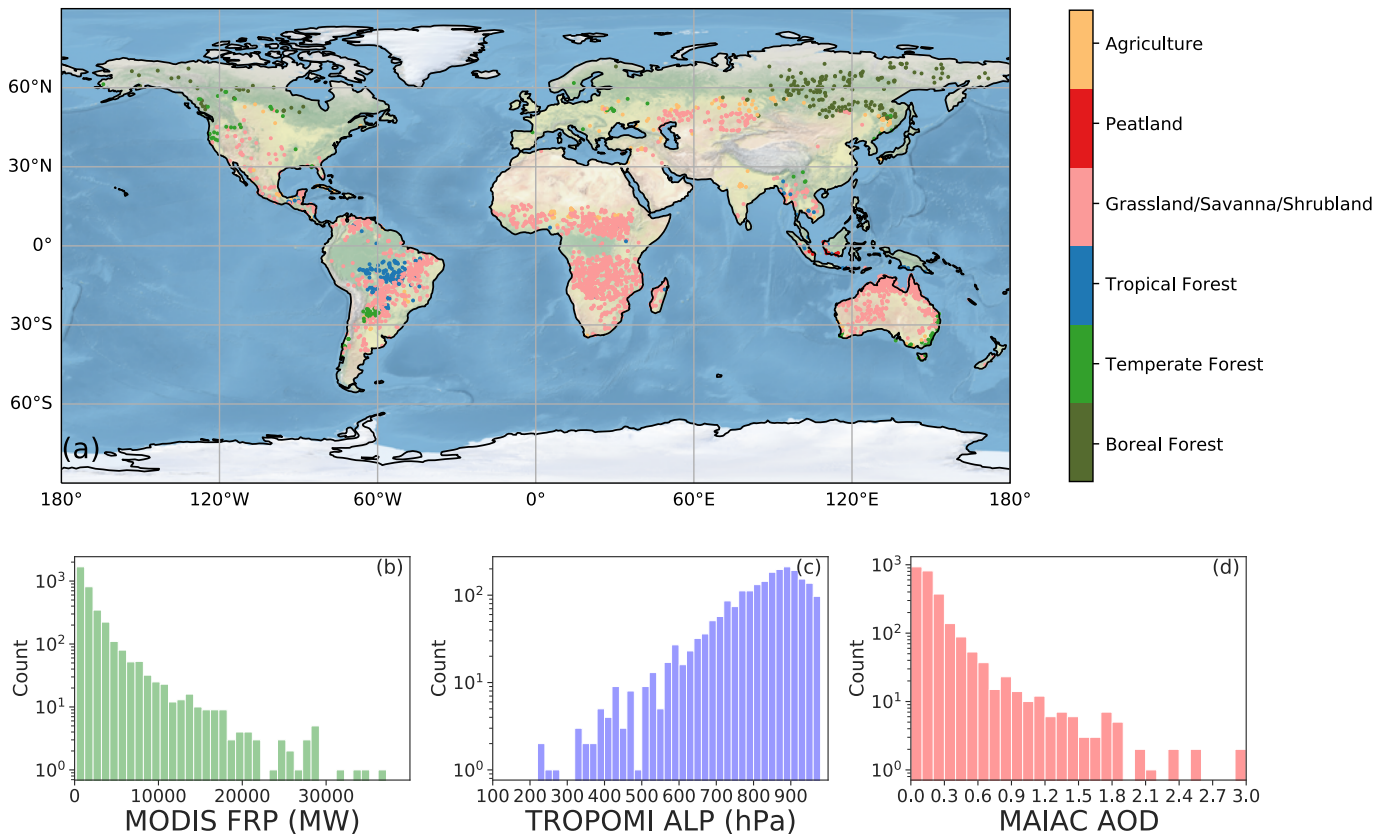 60°N
30°N
0°
30°S
60°S
(a)
180° 120°W 60°W 0° 60°E 120°E 180°
Agriculture
Peatland
Grassland/Savanna/Shrubland
Tropical Forest
Temperate Forest
Boreal Forest
(b)
10³
10²
10¹
10⁰
Count
0 10000 20000 30000
MODIS FRP (MW)
(c)
10²
10¹
10⁰
Count
100 200 300 400 500 600 700 800 900
TROPOMI ALP (hPa)
(d)
10³
10²
10¹
10⁰
Count
0.0 0.3 0.6 0.9 1.2 1.5 1.8 2.1 2.4 2.7 3.0
MAIAC AOD